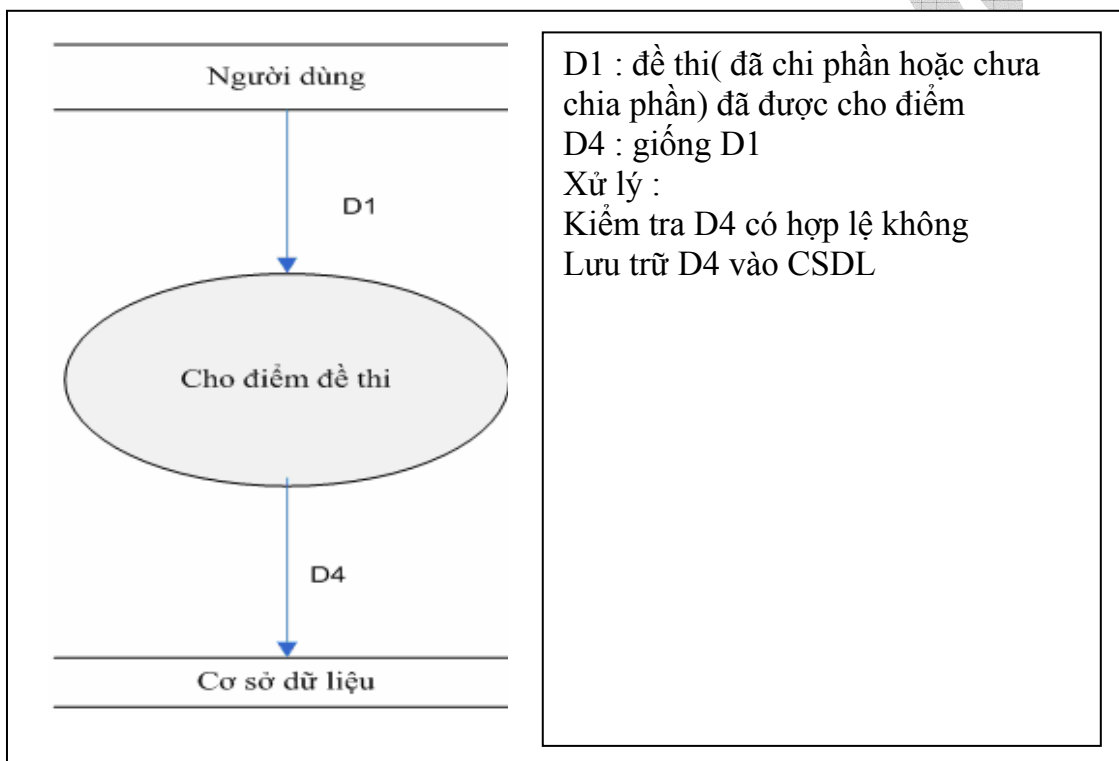 Người dùng
D1
Cho điểm đề thi
D4
Cơ sở dữ liệu
D1 : đề thi( đã chi phần hoặc chưa
chia phần) đã được cho điểm
D4 : giống D1
Xử lý :
Kiểm tra D4 có hợp lệ không
Lưu trữ D4 vào CSDL